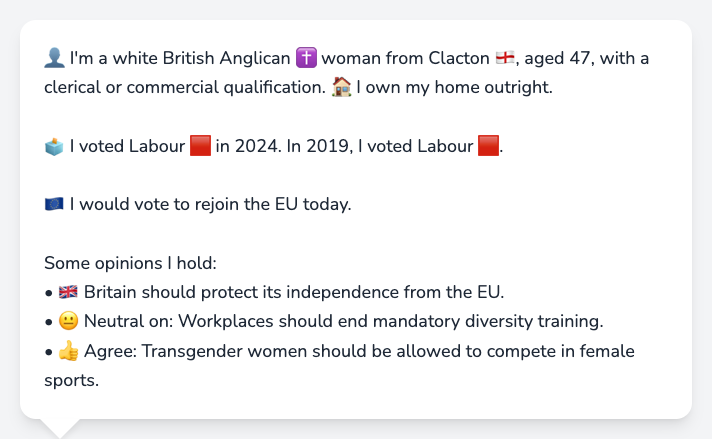 👤 I'm a white British Anglican ✝️ woman from Clacton 🏴󠁧󠁢󠁥󠁮󠁧󠁿, aged 47, with a
clerical or commercial qualification. 🏠 I own my home outright.
🗳️ I voted Labour 🟥 in 2024. In 2019, I voted Labour 🟥.
🇪🇺 I would vote to rejoin the EU today.
Some opinions I hold:
• 🇬🇧 Britain should protect its independence from the EU.
• 😐 Neutral on: Workplaces should end mandatory diversity training.
• 👍 Agree: Transgender women should be allowed to compete in female
sports.